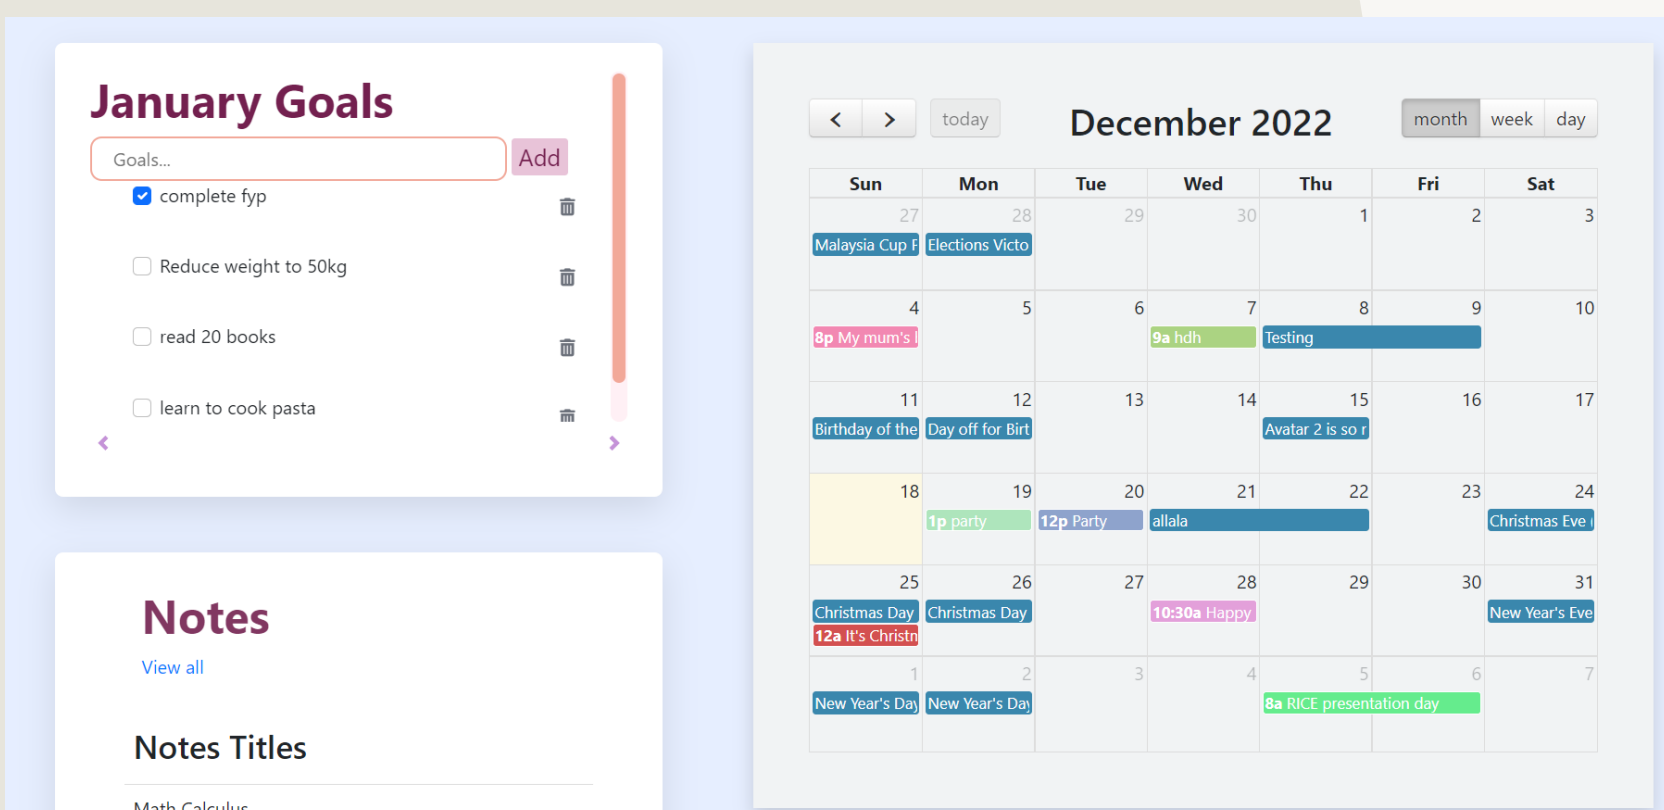 January Goals
Goals...
Add
complete fyp
Reduce weight to 50kg
read 20 books
learn to cook pasta
Notes
View all
Notes Titles
Math Calculus
today
December 2022
month week day
Sun Mon Tue Wed Thu Fri Sat
27 28 29 30 1 2 3
Malaysia Cup F Elections Victo
4 5 6 7 8 9 10
8p My mum's 9a hdh Testing
11 12 13 14 15 16 17
Birthday of the Day off for Birt Avatar 2 is so
18 19 20 21 22 23 24
1p party 12p Party allala Christmas Eve
25 26 27 28 29 30 31
Christmas Day Christmas Day 10:30a Happy New Year's Eve
12a It's Christn
1 2 3 4 5 6 7
New Year's Day New Year's Day 8a RICE presentation day